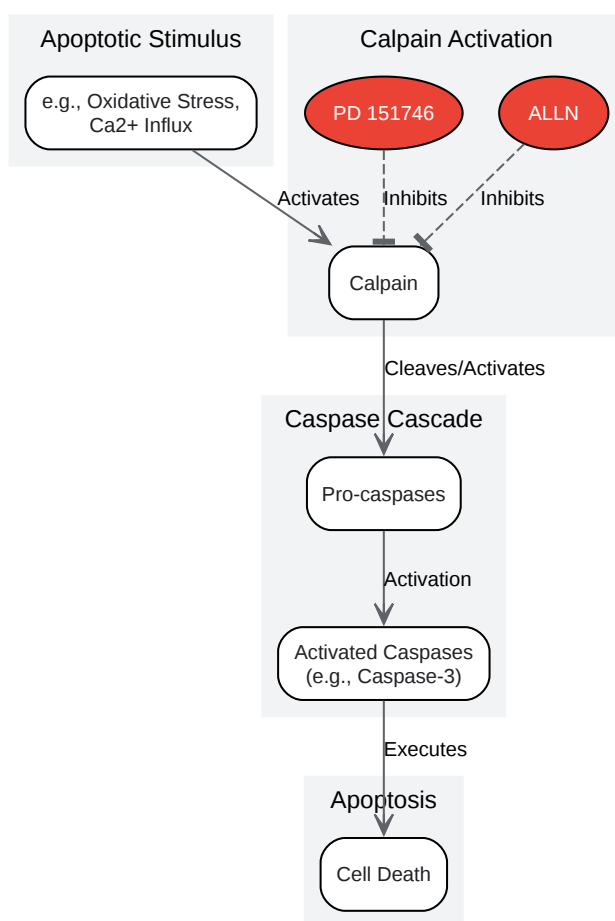 Apoptotic Stimulus
Calpain Activation
e.g., Oxidative Stress,
Ca2+ Influx
PD 151746
ALLN
Activates
Inhibits
Inhibits
Calpain
Cleaves/Activates
Caspase Cascade
Pro-caspases
Activation
Activated Caspases
(e.g., Caspase-3)
Executes
Apoptosis
Cell Death